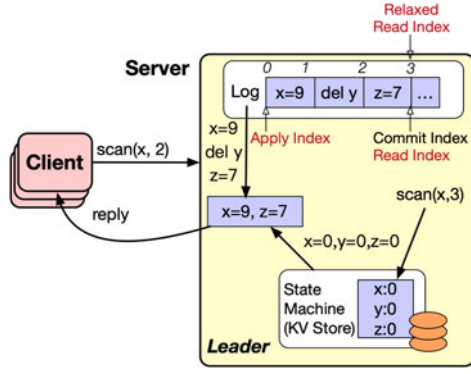 Relaxed
Read Index
Server
0 1 2 3
Log x=9 del y z=7 ...
x=9
del y
z=7
Apply Index
Commit Index
Read Index
Client
scan(x, 2)
reply
scan(x,3)
x=9, z=7
x=0,y=0,z=0
State
Machine
(KV Store)
x:0
y:0
z:0
Leader